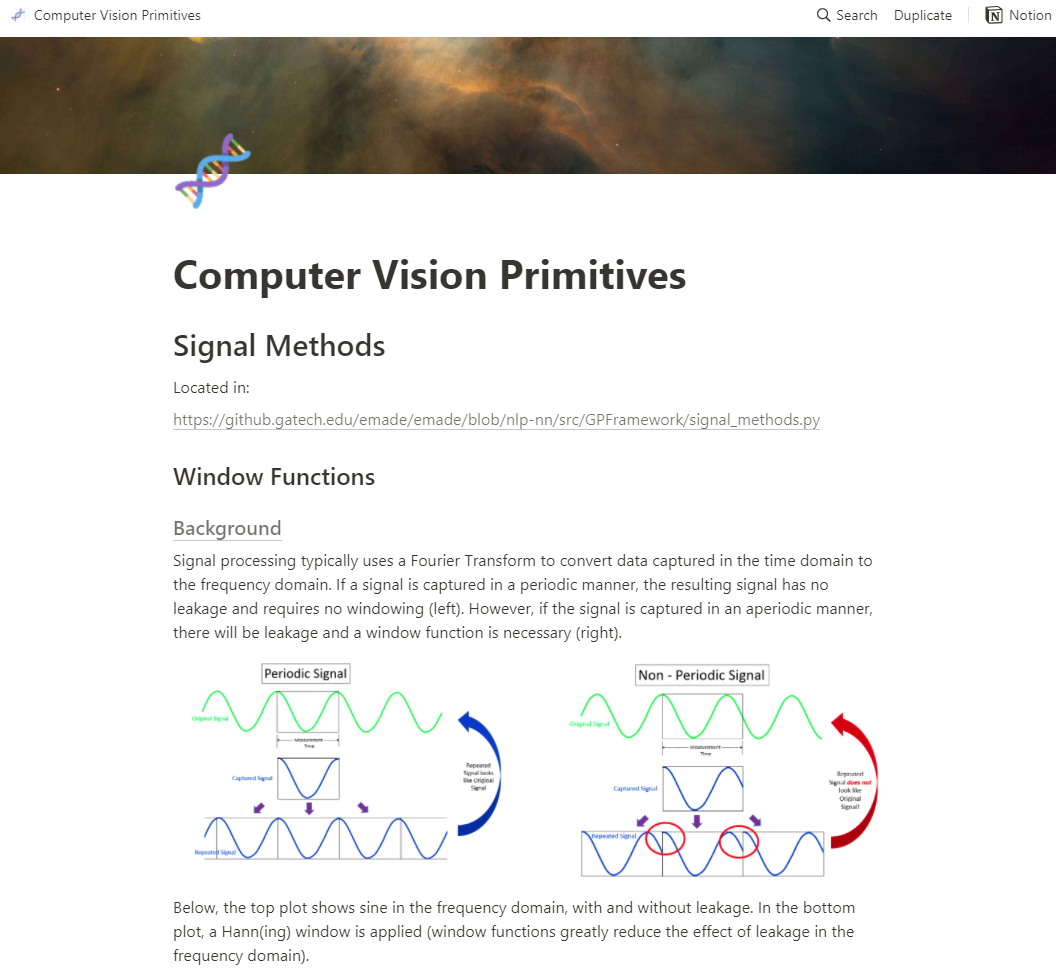 Computer Vision Primitives
Search Duplicate Notion
Computer Vision Primitives
Signal Methods
Located in:
https://github.gatech.edu/emade/emade/blob/nlp-nn/src/GPFramework/signal_methods.py
Window Functions
Background
Signal processing typically uses a Fourier Transform to convert data captured in the time domain to
the frequency domain. If a signal is captured in a periodic manner, the resulting signal has no
leakage and requires no windowing (left). However, if the signal is captured in an aperiodic manner,
there will be leakage and a window function is necessary (right).
Periodic Signal
Original Signal
Measurement
Time
Captured Signal
Repeated Signal
Repeated
Signal looks
like Original
Signal
Non - Periodic Signal
Original Signal
Measurement
Time
Captured Signal
Repeated Signal
Repeated
Signal does not
look like
Original
Signal!
Below, the top plot shows sine in the frequency domain, with and without leakage. In the bottom
plot, a Hann(ing) window is applied (window functions greatly reduce the effect of leakage in the
frequency domain).